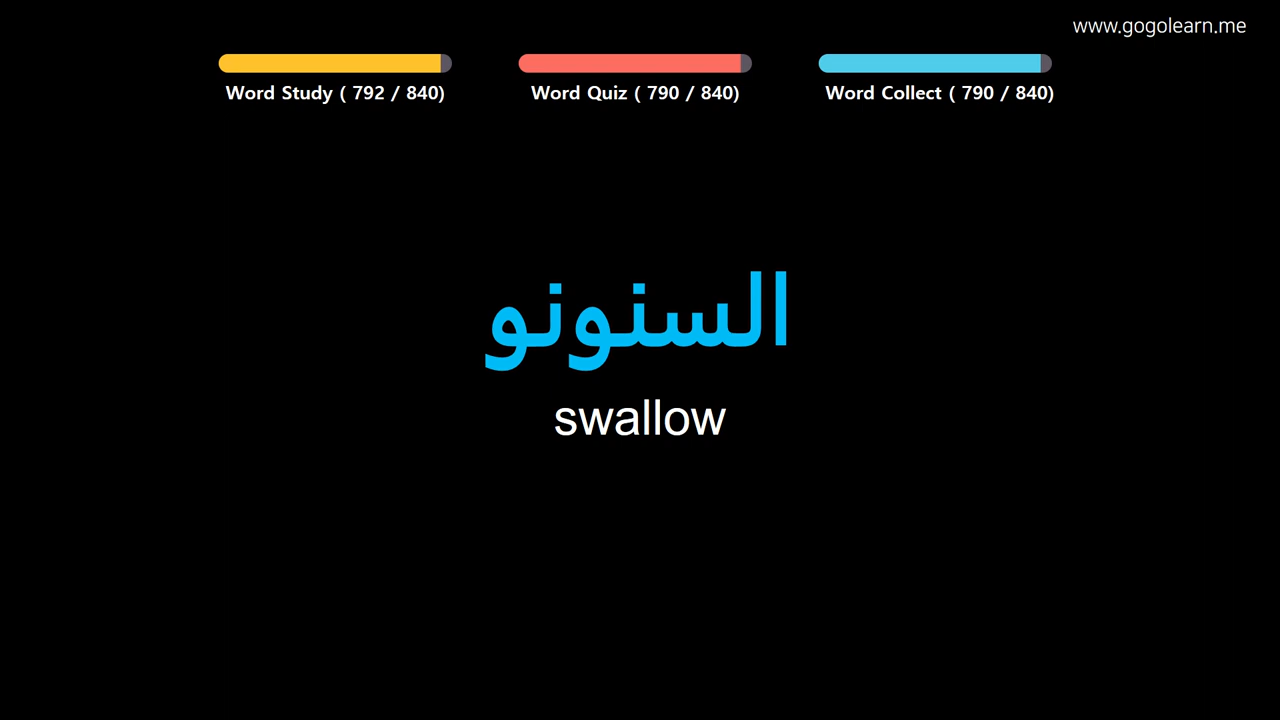 www.gogolearn.me
Word Study ( 792 / 840)
Word Quiz ( 790 / 840)
Word Collect ( 790 / 840)
السنونو
swallow